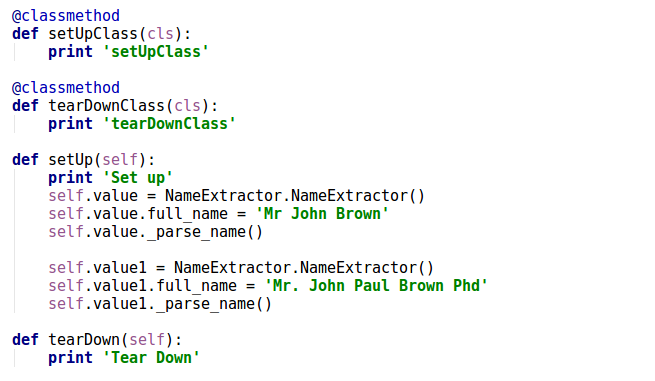 @classmethod
def setUpClass(cls):
    print 'setUpClass'

@classmethod
def tearDownClass(cls):
    print 'tearDownClass'

def setUp(self):
    print 'Set up'
    self.value = NameExtractor.NameExtractor()
    self.value.full_name = 'Mr John Brown'
    self.value._parse_name()

    self.value1 = NameExtractor.NameExtractor()
    self.value1.full_name = 'Mr. John Paul Brown Phd'
    self.value1._parse_name()

def tearDown(self):
    print 'Tear Down'